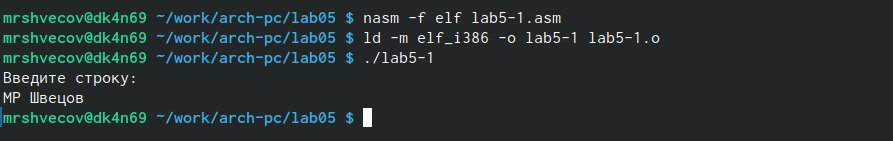 mrshvecov@dk4n69 ~/work/arch-pc/lab05 $ nasm -f elf lab5-1.asm
mrshvecov@dk4n69 ~/work/arch-pc/lab05 $ ld -m elf_i386 -o lab5-1 lab5-1.o
mrshvecov@dk4n69 ~/work/arch-pc/lab05 $ ./lab5-1
Введите строку:
МР Швецов
mrshvecov@dk4n69 ~/work/arch-pc/lab05 $